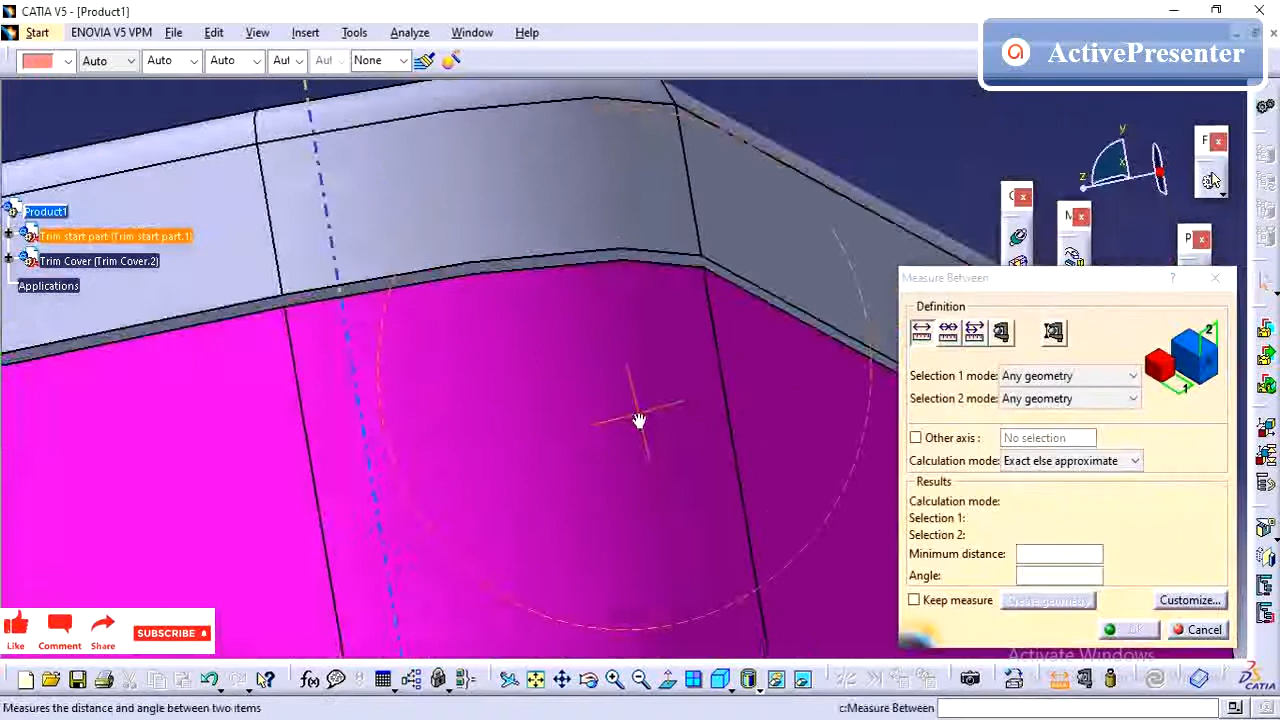 CATIA V5 - [Product1]
Start ENOVIA V5 VPM File Edit View Insert Tools Analyze Window Help
ActivePresenter
Auto Auto Auto Aut Aut None
y
x
z
F
Product1
Trim start part (Trim start part.1)
Trim Cover (Trim Cover.2)
Applications
M
P
Measure Between
Definition
2
1
Selection 1 mode: Any geometry
Selection 2 mode: Any geometry
Other axis : No selection
Calculation mode: Exact else approximate
Results
Calculation mode:
Selection 1:
Selection 2:
Minimum distance:
Angle:
Keep measure Create geometry Customize...
OK Cancel
Like Comment Share SUBSCRIBE
Activate Windows
f(x)
CATIA
Measures the distance and angle between two items c:Measure Between